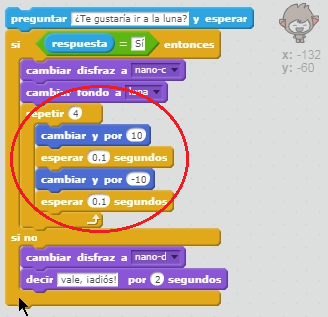 preguntar ¿Te gustaría ir a la luna? y esperar
si respuesta = Sí entonces
x: -132
y: -60
cambiar disfraz a nano-c
cambiar fondo a luna
repetir 4
cambiar y por 10
esperar 0.1 segundos
cambiar y por -10
esperar 0.1 segundos
si no
cambiar disfraz a nano-d
decir vale, ¡adiós! por 2 segundos